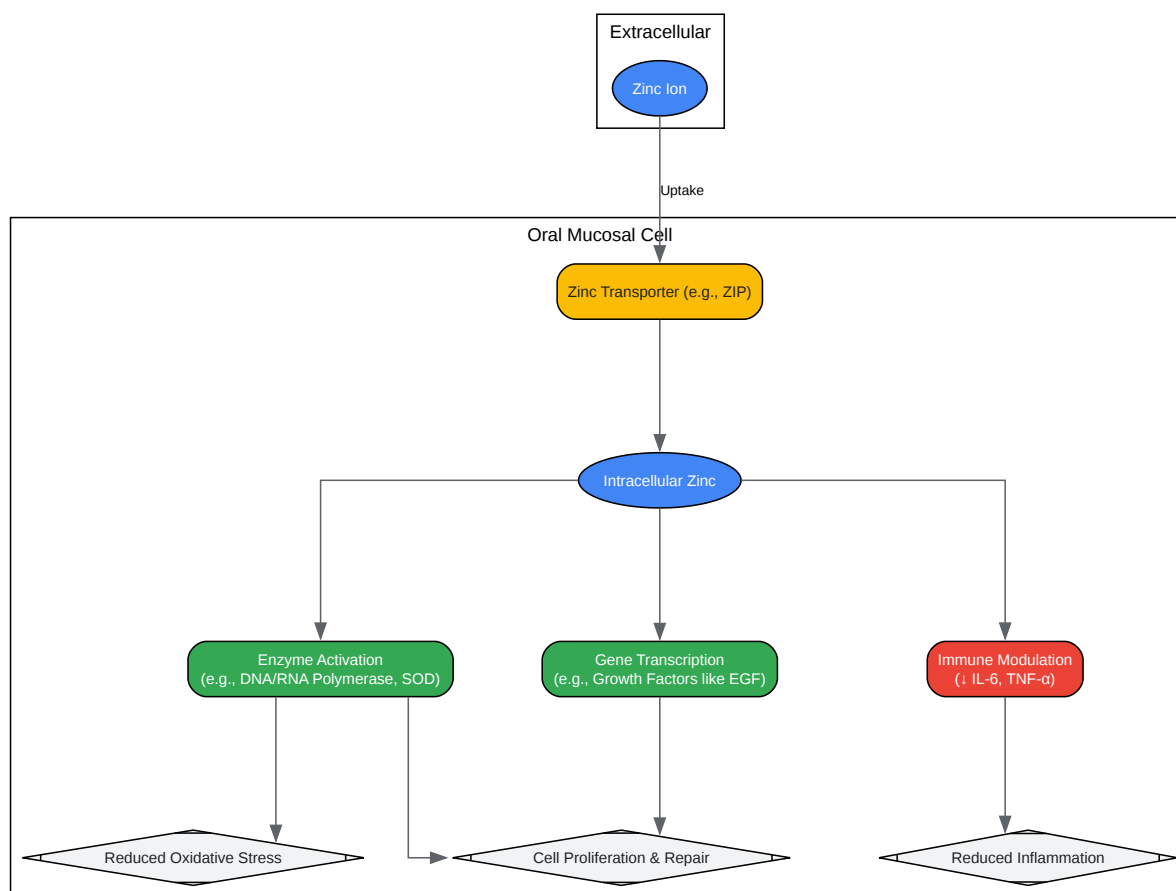 Extracellular
Zinc Ion
Uptake
Oral Mucosal Cell
Zinc Transporter (e.g., ZIP)
Intracellular Zinc
Enzyme Activation
(e.g., DNA/RNA Polymerase, SOD)
Gene Transcription
(e.g., Growth Factors like EGF)
Immune Modulation
(↓ IL-6, TNF-α)
Reduced Oxidative Stress
Cell Proliferation & Repair
Reduced Inflammation